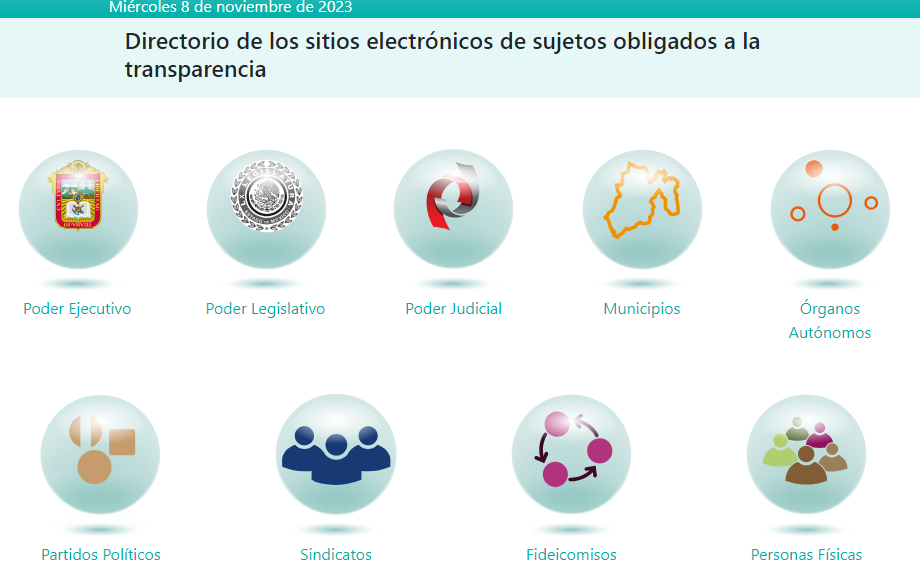 Miércoles 8 de noviembre de 2023
Directorio de los sitios electrónicos de sujetos obligados a la
transparencia
Poder Ejecutivo
Poder Legislativo
Poder Judicial
Municipios
Órganos
Autónomos
Partidos Políticos
Sindicatos
Fideicomisos
Personas Físicas